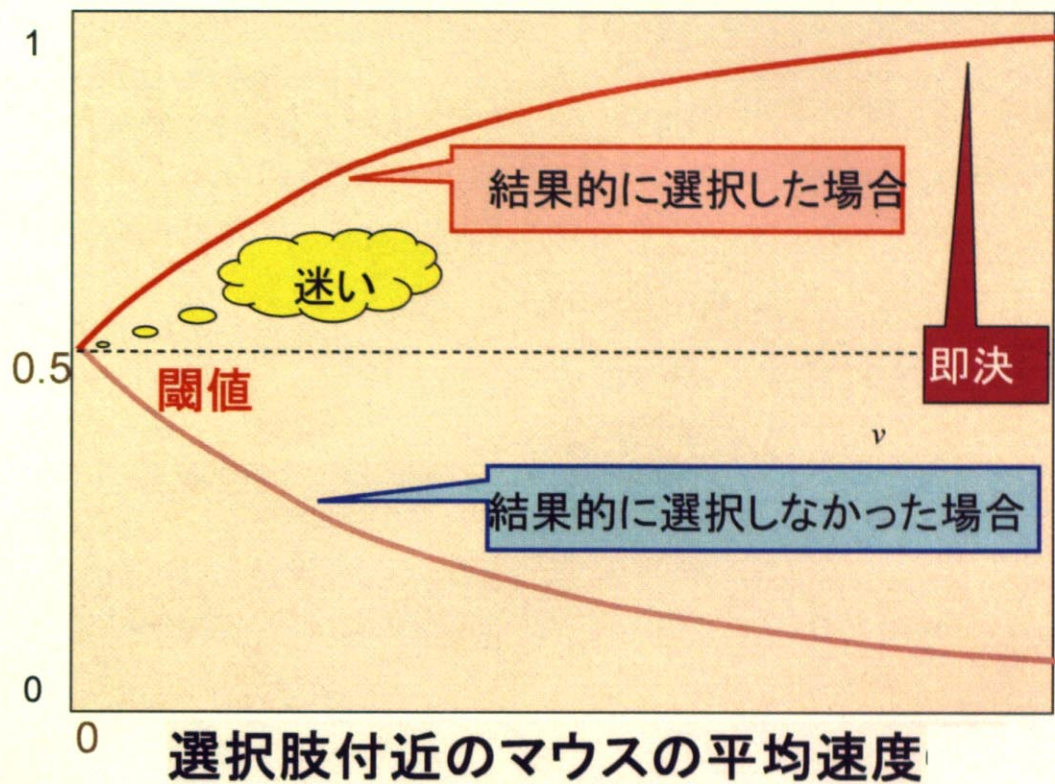 1
結果的に選択した場合
迷い
0.5
閾値
即決
v
結果的に選択しなかった場合
0
0
選択肢付近のマウスの平均速度